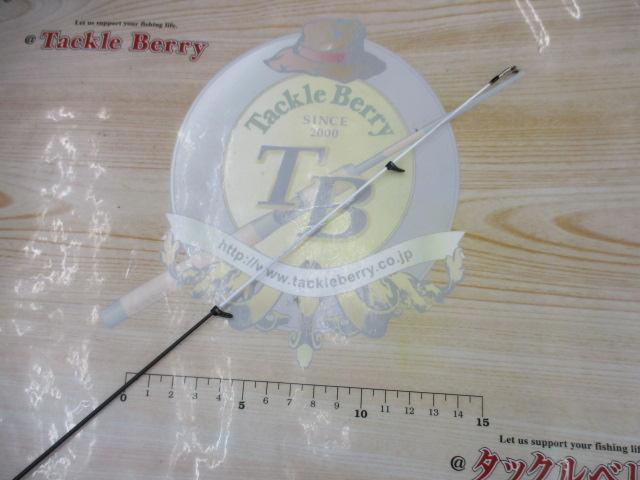 Let us support your fishing life.
@ Tackle Berry
Tackle Berry
SINCE
2000
TB
http://www.tackleberry.co.jp
0 1 2 3 4 5 6 7 8 9 10 11 12 13 14 15
Let us support your fishing life
@ タックルベリ